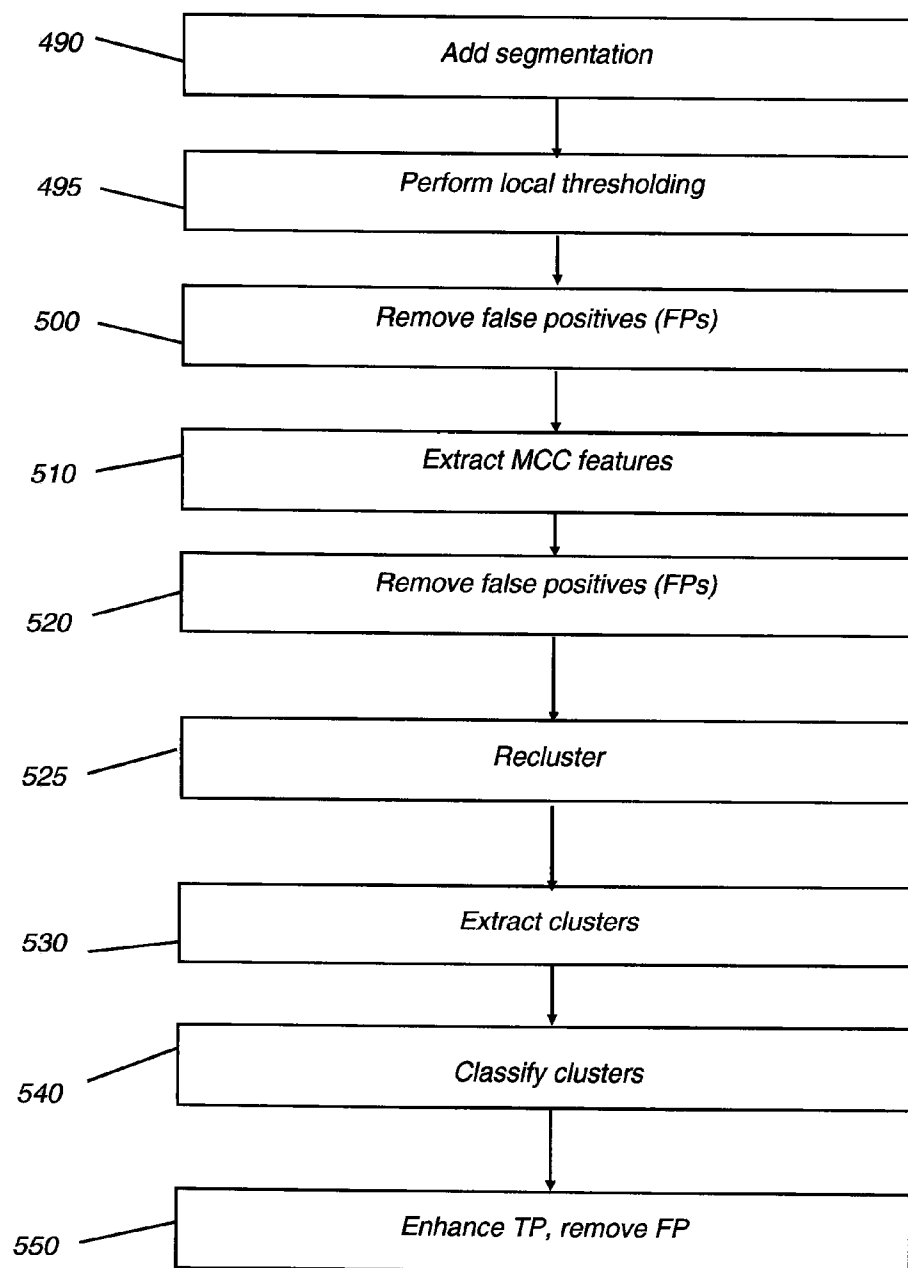 490
Add segmentation
495
Perform local thresholding
500
Remove false positives (FPs)
510
Extract MCC features
520
Remove false positives (FPs)
525
Recluster
530
Extract clusters
540
Classify clusters
550
Enhance TP, remove FP